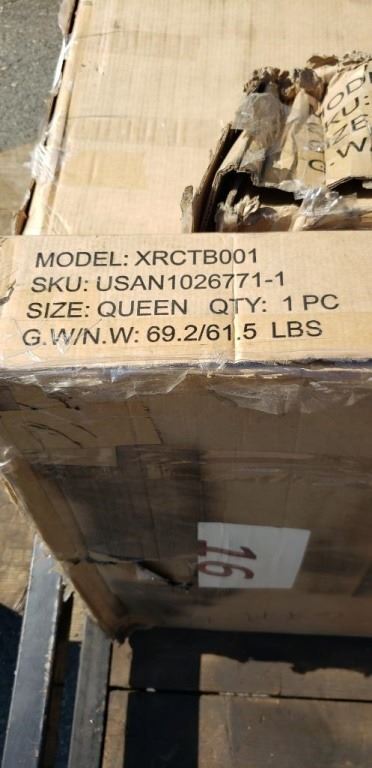 MODEL: XRCTB001
SKU: USAN1026771-1
SIZE: QUEEN QTY: 1 PC
G.W/N.W: 69.2/61.5 LBS
16